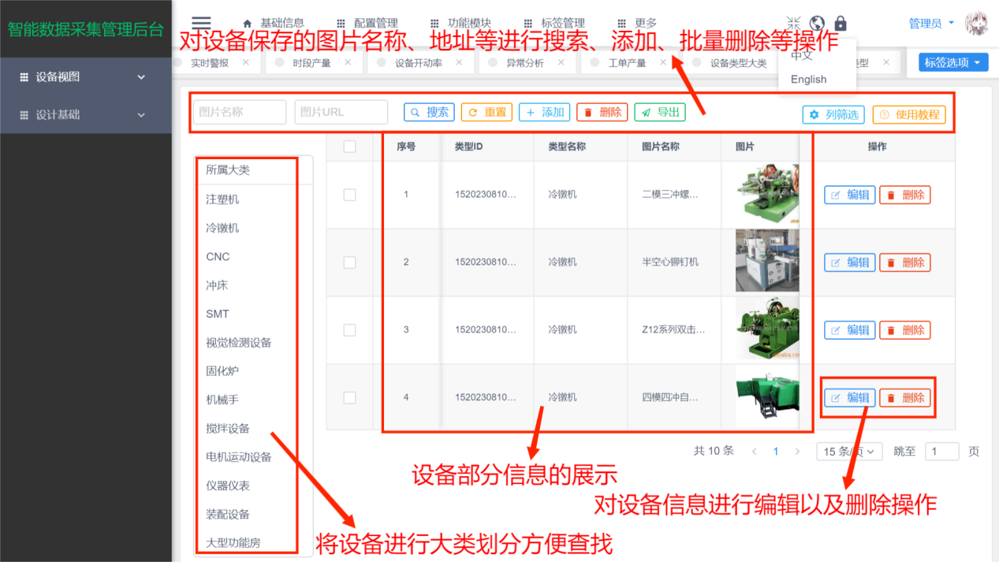 智能数据采集管理后台
基础信息
配置管理
功能模块
标签管理
更多
管理员
对设备保存的图片名称、地址等进行搜索、添加、批量删除等操作
实时警报
时段产量
设备开动率
异常分析
工单产量
设备类型大类
中文
English
型
标签选项
设备视图
设计基础
图片名称
图片URL
搜索
重置
添加
删除
导出
列筛选
使用教程
所属大类
注塑机
冷镦机
CNC
冲床
SMT
视觉检测设备
固化炉
机械手
搅拌设备
电机运动设备
仪器仪表
装配设备
大型功能房
序号 类型ID 类型名称 图片名称 图片 操作
1 1520230810... 冷镦机 二模三冲螺... 编辑 删除
2 1520230810... 冷镦机 半空心铆钉机 编辑 删除
3 1520230810... 冷镦机 Z12系列双击... 编辑 删除
4 1520230810... 冷镦机 四模四冲自... 编辑 删除
共 10 条 1 15 条/页 跳至 1 页
设备部分信息的展示
对设备信息进行编辑以及删除操作
将设备进行大类划分方便查找